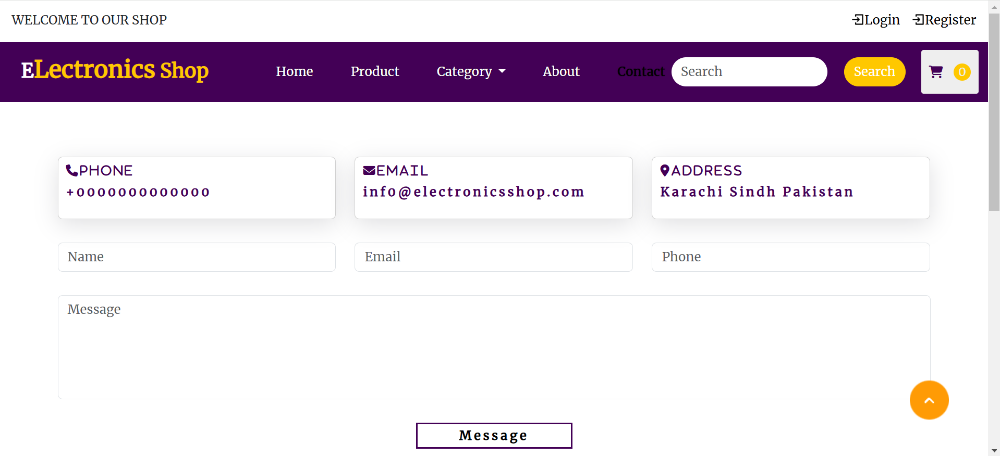 WELCOME TO OUR SHOP
Login Register
ELectronics Shop
Home Product Category About Contact Search Search 0
PHONE
+0000000000000
EMAIL
info@electronicsshop.com
ADDRESS
Karachi Sindh Pakistan
Name Email Phone
Message
Message